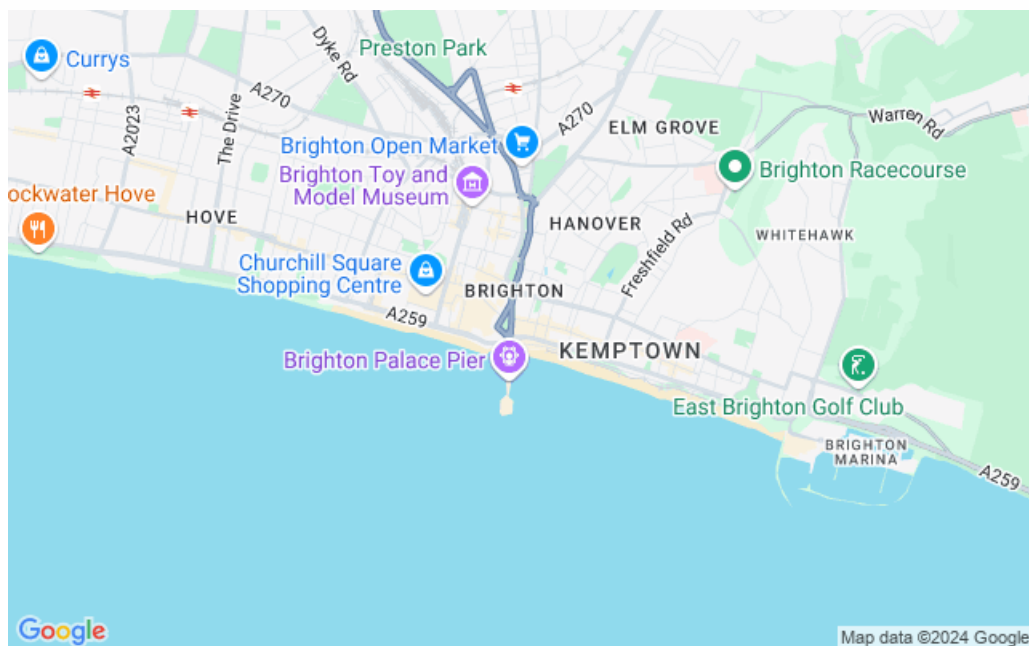 Preston Park
Dyke Rd
Currys
A270
A2023
The Drive
A270
ELM GROVE
Warren Rd
Brighton Open Market
Brighton Toy and
Model Museum
Brighton Racecourse
ockwater Hove
HOVE
HANOVER
Freshfield Rd
WHITEHAWK
Churchill Square
Shopping Centre
BRIGHTON
A259
Brighton Palace Pier
KEMPTOWN
East Brighton Golf Club
BRIGHTON
MARINA
A259
Google
Map data ©2024 Google